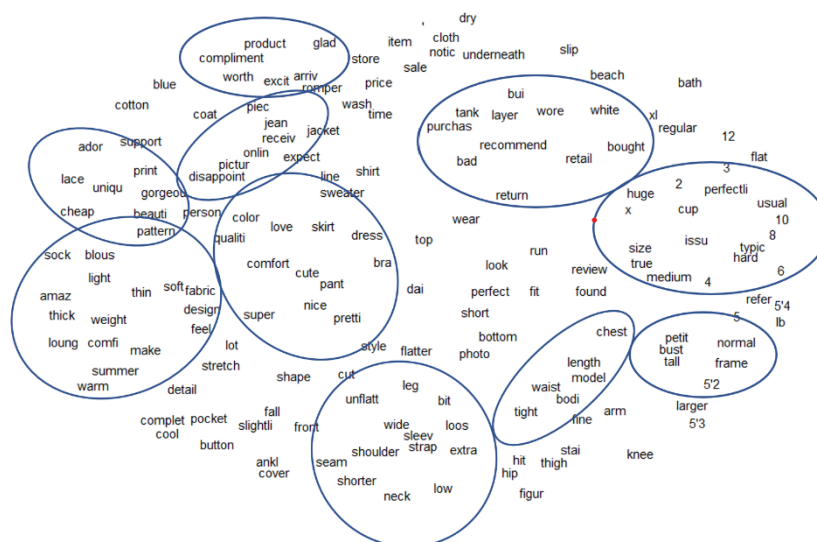 ' dry
product glad item cloth
compliment store notic underneath slip
worth excit arriv sale beach
blue romper price bui bath
cotton coat piec wash tank layer wore white xl
jean jacket time purchas regular 12
ador support receiv recommend bought
onlin expect bad retail flat
print pictur 3
lace uniqu gorgeou disappoint line shirt return huge 2 perfectli
cheap beauti person sweater x cup usual
pattern color love skirt wear 10
qualiti dress top issu 8
sock blous run size typic
light comfort cute bra look true hard
amaz thin soft fabric pant dai review medium 4 6
thick weight design nice perfect fit found refer 5'4
feel super pretti short 5 lb
loung comfi make bottom chest petit normal
summer lot style flatter photo length bust
warm stretch model tall frame
detail shape cut leg waist bodi 5'2
unflatt bit tight larger
complet pocket fall wide loos fine arm 5'3
cool slightli front sleev
button shoulder strap extra stai knee
ankl seam hit thigh
cover shorter hip
neck low figur